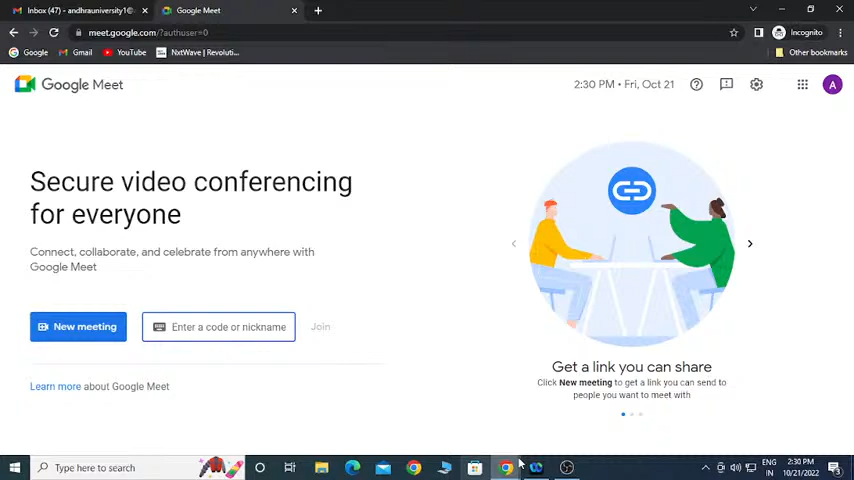 Inbox (47) - andhrauniversity1@
Google Meet
meet.google.com/?authuser=0
Incognito
Google
Gmail
YouTube
NxtWave | Revoluti...
Other bookmarks
Google Meet
2:30 PM • Fri, Oct 21
A
Secure video conferencing
for everyone
Connect, collaborate, and celebrate from anywhere with
Google Meet
New meeting
Enter a code or nickname
Join
Learn more about Google Meet
Get a link you can share
Click New meeting to get a link you can send to
people you want to meet with
Type here to search
ENG
IN
2:30 PM
10/21/2022
3